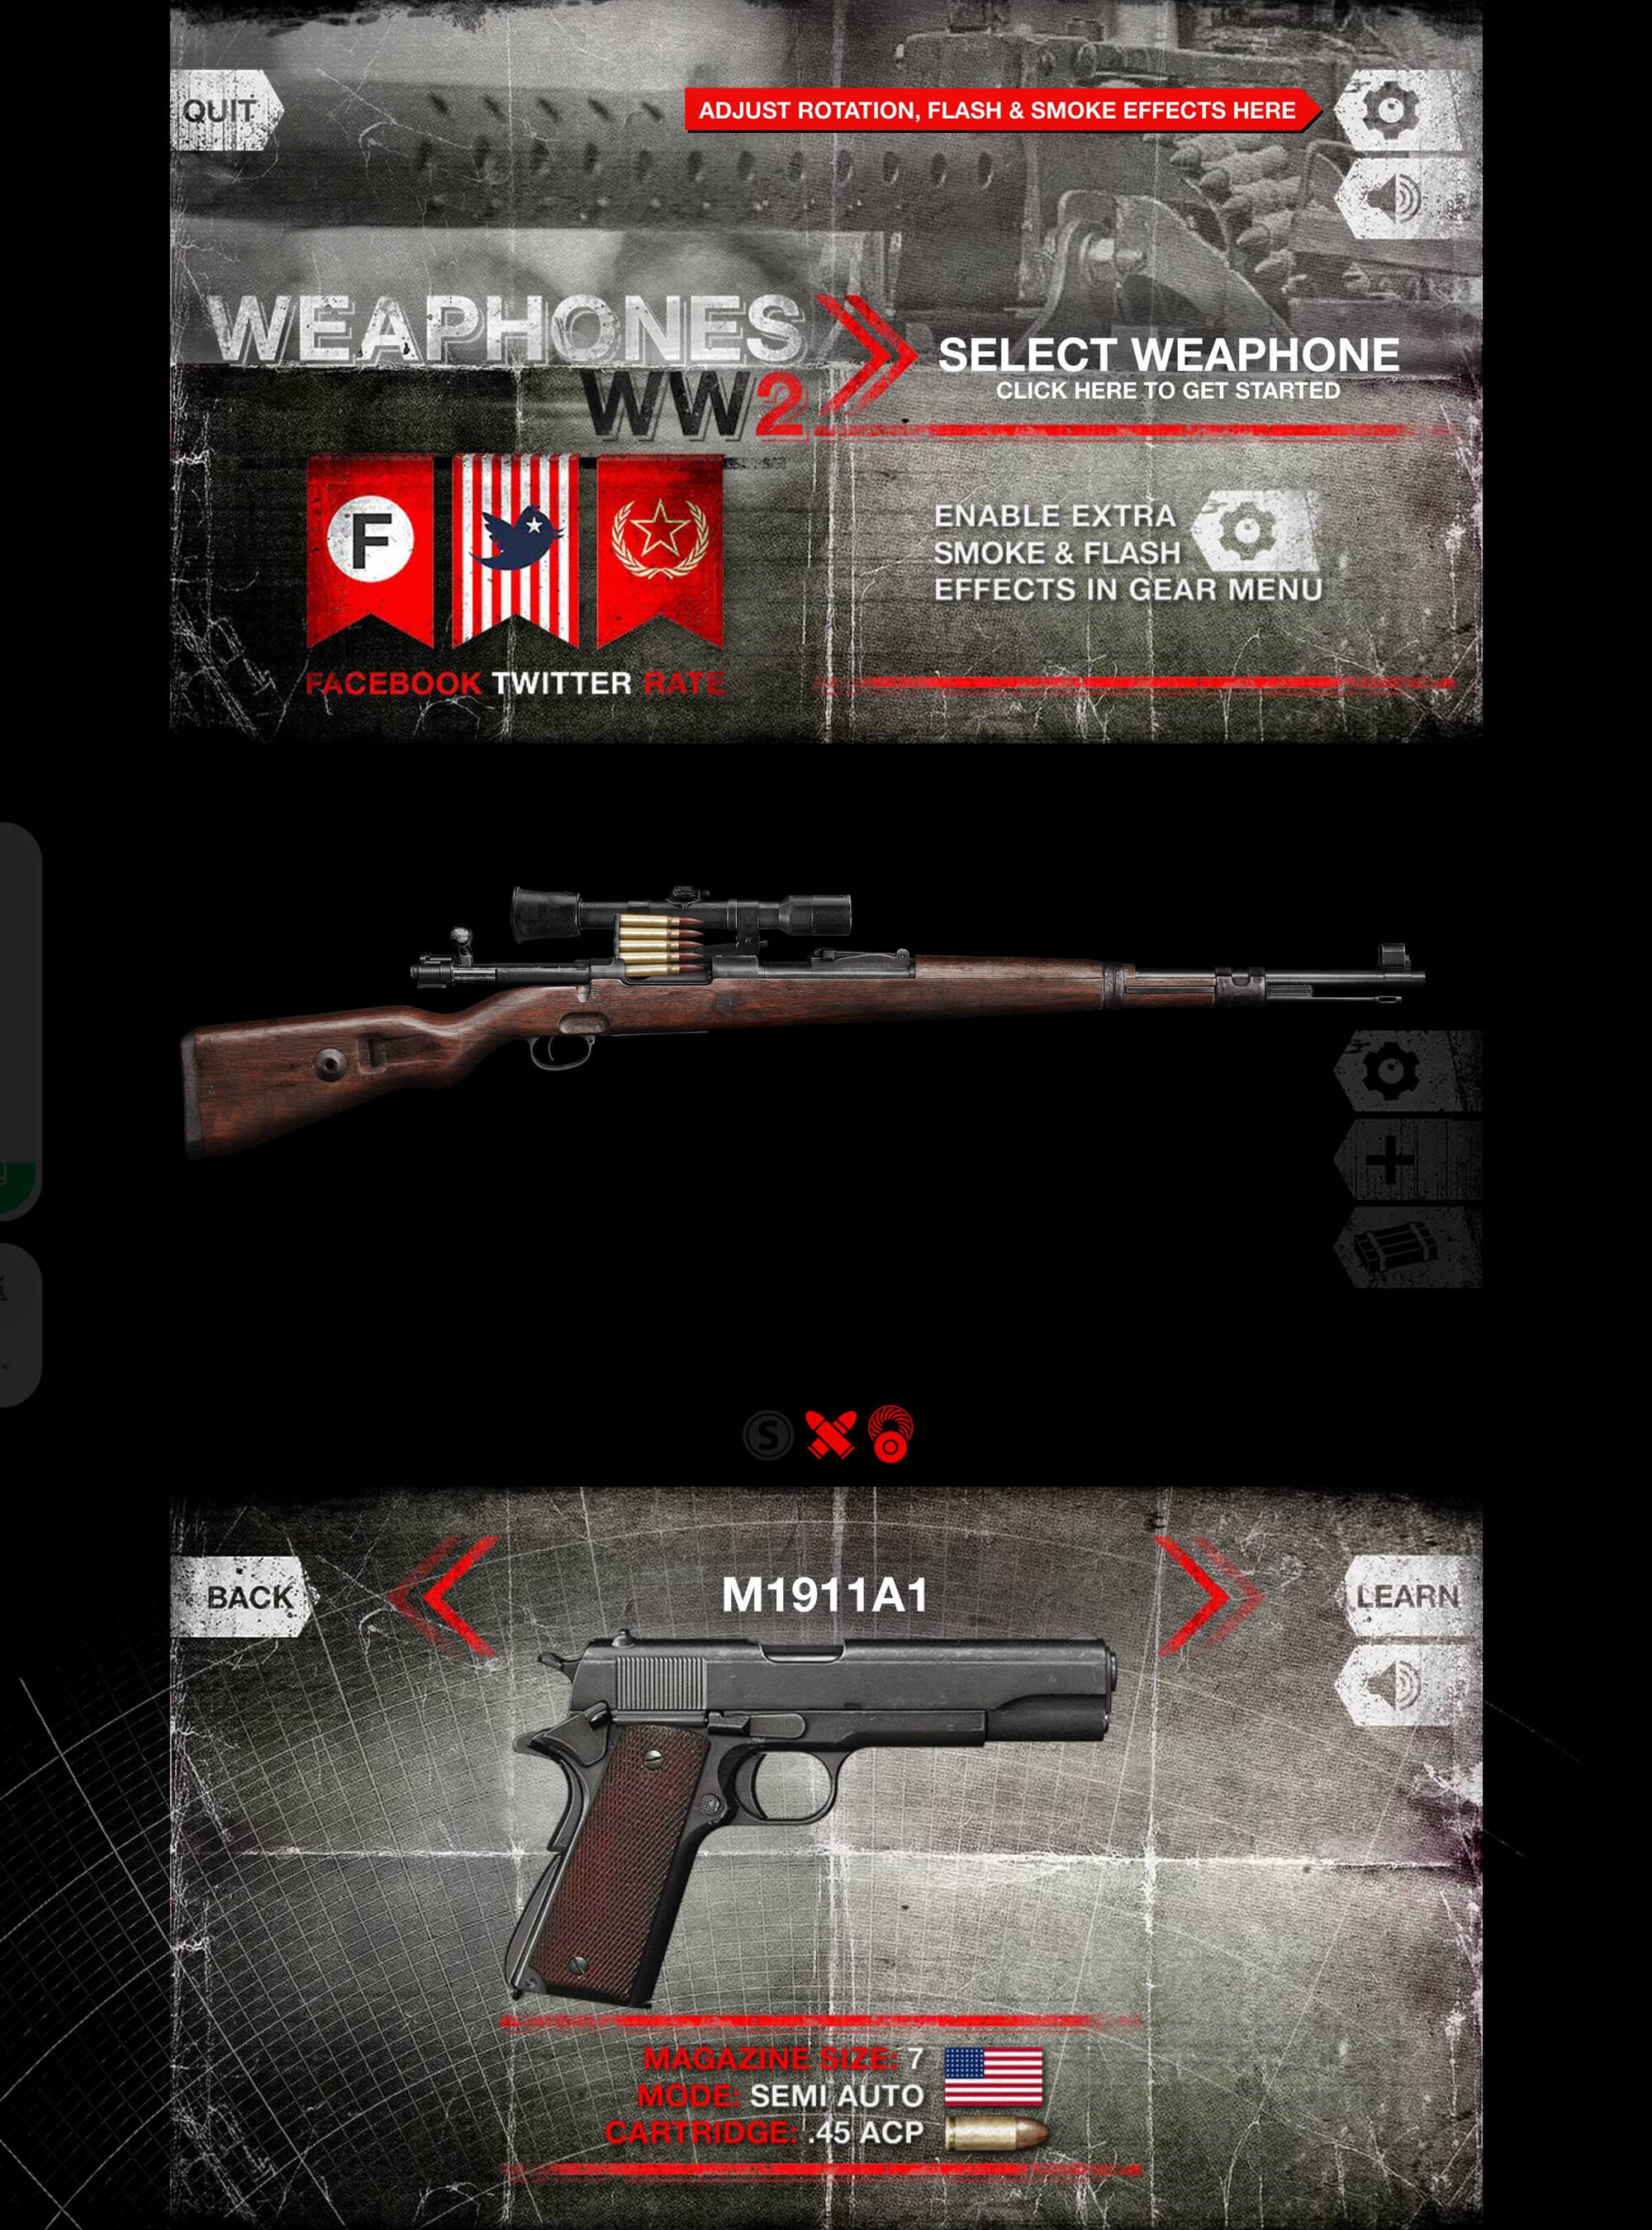 QUIT
ADJUST ROTATION, FLASH & SMOKE EFFECTS HERE
WEAPHONES
WW2
SELECT WEAPHONE
CLICK HERE TO GET STARTED
F
ENABLE EXTRA
SMOKE & FLASH
EFFECTS IN GEAR MENU
FACEBOOK TWITTER RATE
S
BACK
M1911A1
LEARN
MAGAZINE SIZE: 7
MODE: SEMI AUTO
CARTRIDGE: .45 ACP